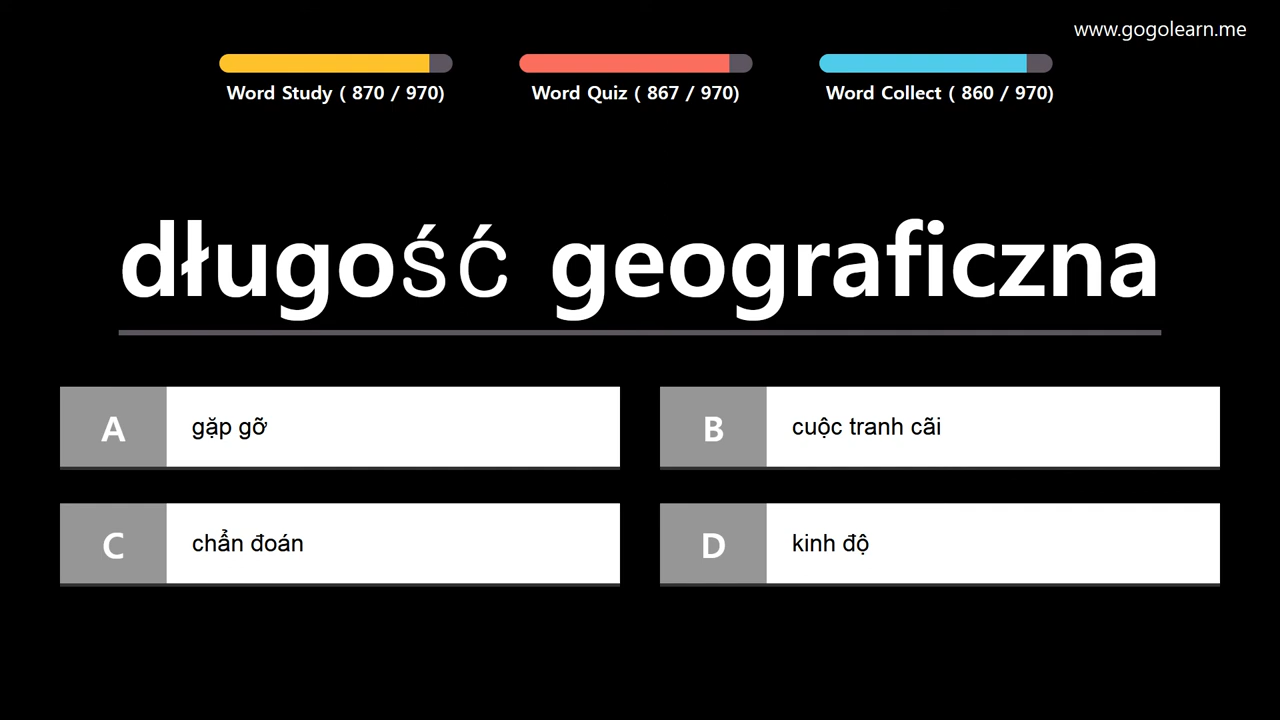 www.gogolearn.me
Word Study ( 870 / 970)
Word Quiz ( 867 / 970)
Word Collect ( 860 / 970)
długość geograficzna
A
gặp gỡ
B
cuộc tranh cãi
C
chẩn đoán
D
kinh độ